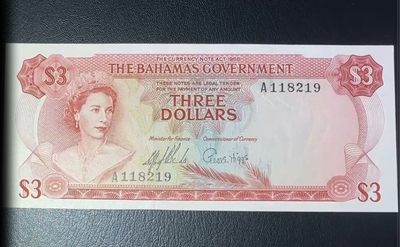 THE CURRENCY NOTE ACT 1965
$3 THE BAHAMAS GOVERNMENT $3
THESE NOTES ARE LEGAL TENDER
FOR THE PAYMENT OF ANY AMOUNT
A118219
THREE
DOLLARS
Minister for Finance Commissioner of Currency
A118219
$3 $3